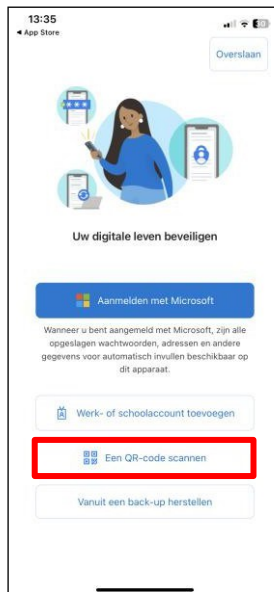 13:35
◀ App Store
Overslaan
Uw digitale leven beveiligen
Aanmelden met Microsoft
Wanneer u bent aangemeld met Microsoft, zijn alle
opgeslagen wachtwoorden, adressen en andere
gegevens voor automatisch invullen beschikbaar op
dit apparaat.
Werk- of schoolaccount toevoegen
Een QR-code scannen
Vanuit een back-up herstellen